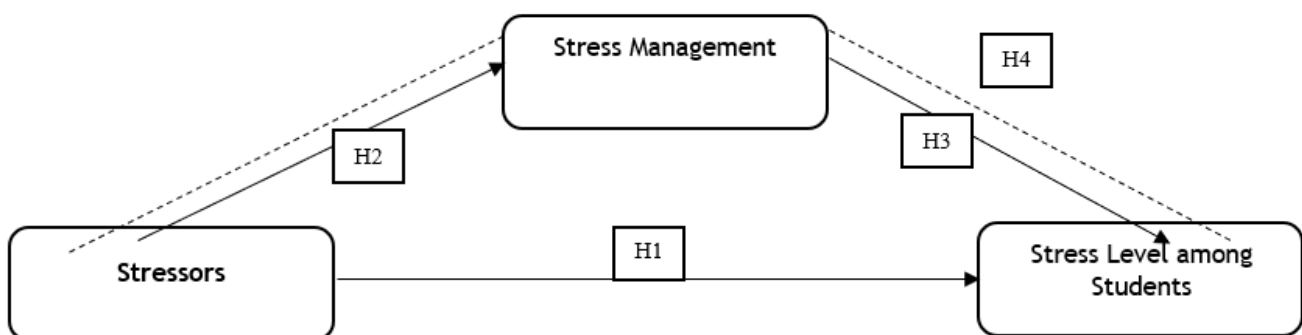 Stress Management
H4
H3
H2
H1
Stressors
Stress Level among
Students